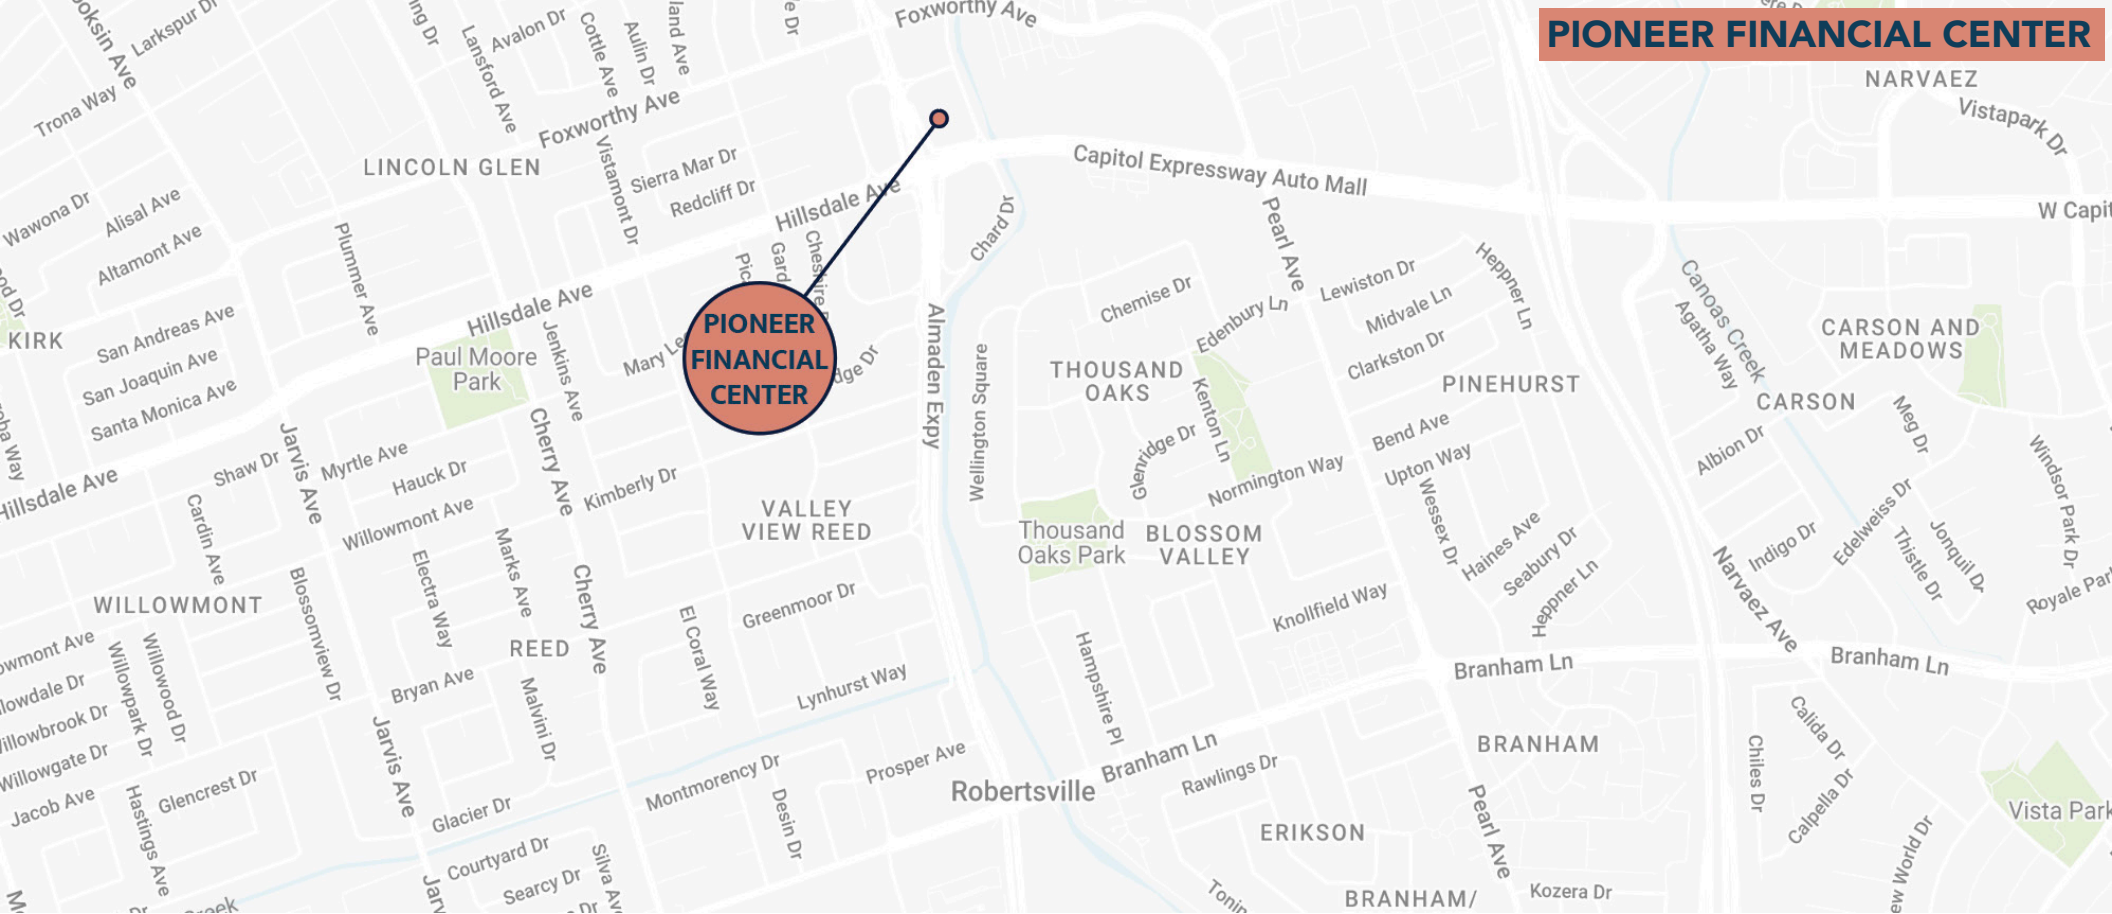 Foxworthy Ave
PIONEER FINANCIAL CENTER
Larkspur Dr
Avalon Dr
Cottle Ave
Aulin Dr
Lansford Ave
Trona Way
Foxworthy Ave
NARVAEZ
Vistapark Dr
LINCOLN GLEN
Vistamont Dr
Sierra Mar Dr
Redcliff Dr
Hillsdale Ave
Capitol Expressway Auto Mall
W Capit
Wawona Dr
Alisal Ave
Altamont Ave
Plummer Ave
Chard Dr
Pearl Ave
Heppner Ln
Lewiston Dr
Midvale Ln
Clarkston Dr
Chemise Dr
Edenbury Ln
Canoas Creek
Agatha Way
CARSON AND
MEADOWS
Hillsdale Ave
KIRK
San Andreas Ave
San Joaquin Ave
Santa Monica Ave
Paul Moore
Park
Jenkins Ave
Mary Le
PIONEER
FINANCIAL
CENTER
dge Dr
Almaden Expy
Wellington Square
THOUSAND
OAKS
Kenton Ln
PINEHURST
CARSON
Meg Dr
Albion Dr
Windsor Park Dr
Hillsdale Ave
Shaw Dr
Jarvis Ave
Myrtle Ave
Hauck Dr
Cherry Ave
Kimberly Dr
Glenridge Dr
Normington Way
Bend Ave
Upton Way
Wessex Dr
Cardin Ave
Willowmont Ave
Marks Ave
VALLEY
VIEW REED
Thousand
Oaks Park
BLOSSOM
VALLEY
Haines Ave
Seabury Dr
Heppner Ln
Narvaez Ave
Indigo Dr
Edelweiss Dr
Thistle Dr
Jonquil Dr
Royale Par
WILLOWMONT
Blossomview Dr
Electra Way
REED
Cherry Ave
El Coral Way
Greenmoor Dr
Knollfield Way
owmont Ave
Willowpark Dr
Willowood Dr
lowdale Dr
Bryan Ave
Malvini Dr
Lynhurst Way
Hampshire Pl
Branham Ln
Branham Ln
illowbrook Dr
Willowgate Dr
Jacob Ave
Hastings Ave
Glencrest Dr
Jarvis Ave
Glacier Dr
Montmorency Dr
Prosper Ave
Desin Dr
Robertsville
Branham Ln
Rawlings Dr
BRANHAM
Calida Dr
Chiles Dr
Calpella Dr
Vista Park
Courtyard Dr
Searcy Dr
ERIKSON
Pearl Ave
BRANHAM/
Kozera Dr